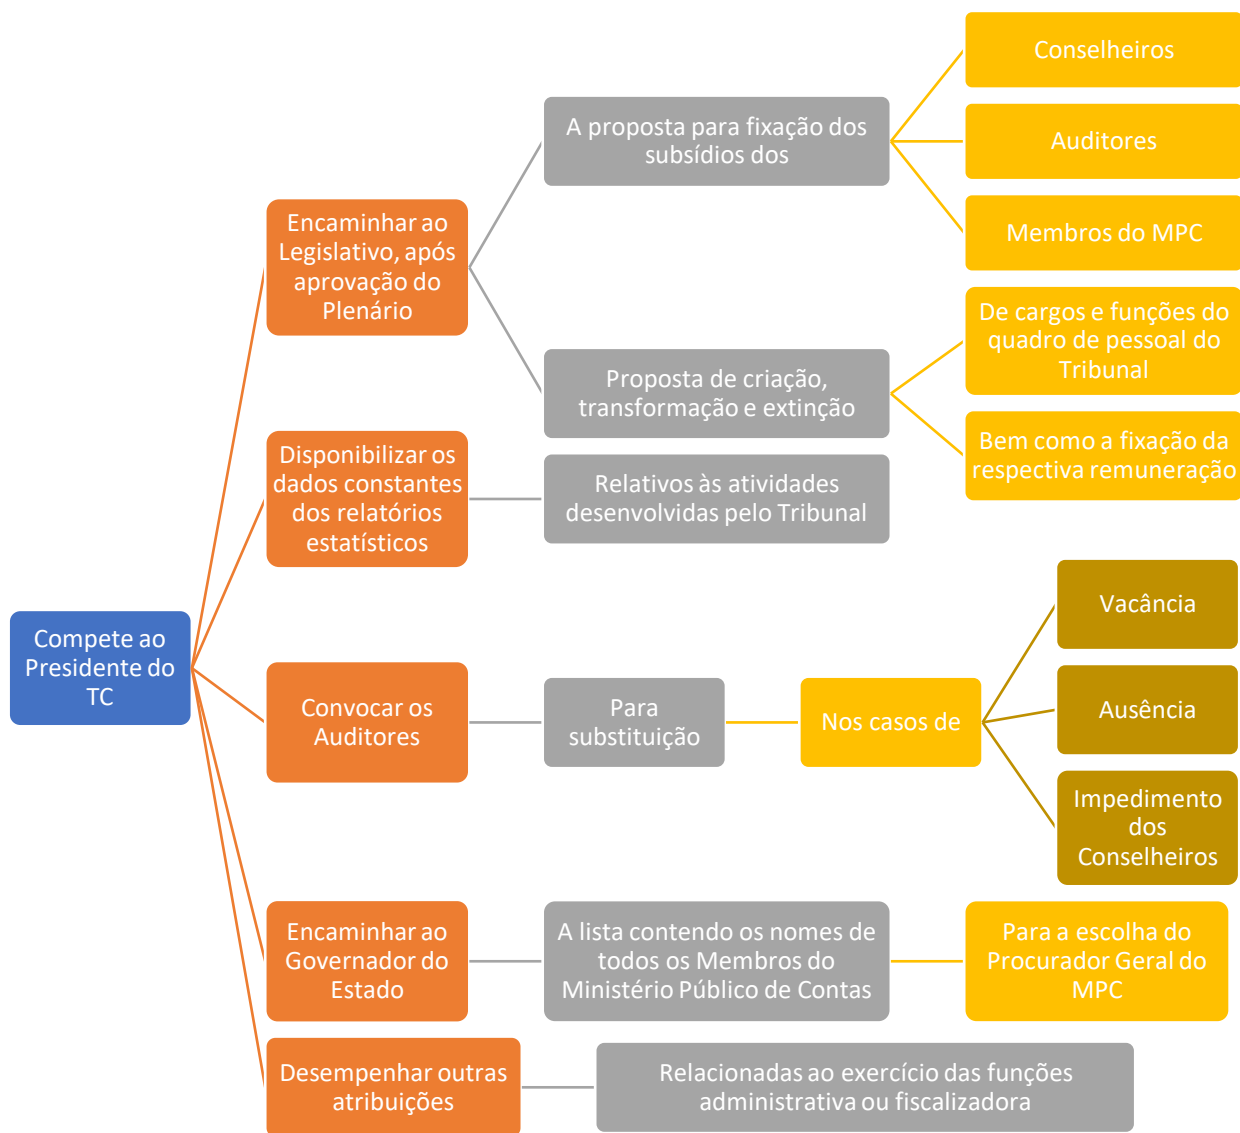 Compete ao
Presidente do
TC
Encaminhar ao
Legislativo, após
aprovação do
Plenário
A proposta para fixação dos
subsídios dos
Conselheiros
Auditores
Membros do MPC
Proposta de criação,
transformação e extinção
De cargos e funções do
quadro de pessoal do
Tribunal
Bem como a fixação da
respectiva remuneração
Disponibilizar os
dados constantes
dos relatórios
estatísticos
Relativos às atividades
desenvolvidas pelo Tribunal
Convocar os
Auditores
Para
substituição
Nos casos de
Vacância
Ausência
Impedimento
dos
Conselheiros
Encaminhar ao
Governador do
Estado
A lista contendo os nomes de
todos os Membros do
Ministério Público de Contas
Para a escolha do
Procurador Geral do
MPC
Desempenhar outras
atribuições
Relacionadas ao exercício das funções
administrativa ou fiscalizadora